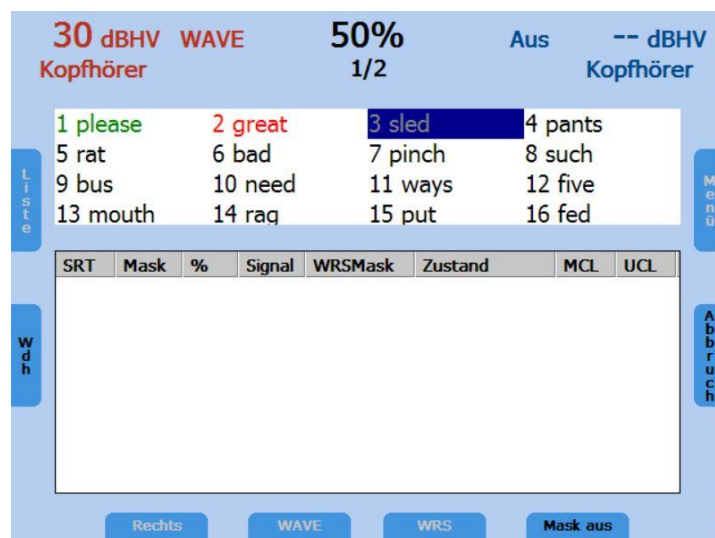 30 dBHV WAVE 50% Aus -- dBHV
Kopfhörer 1/2 Kopfhörer
1 please 2 great 3 sled 4 pants
5 rat 6 bad 7 pinch 8 such
9 bus 10 need 11 ways 12 five
13 mouth 14 rag 15 put 16 fed
Liste
Menü
SRT Mask % Signal WRSMask Zustand MCL UCL
Wdh
Abbruch
Rechts WAVE WRS Mask aus